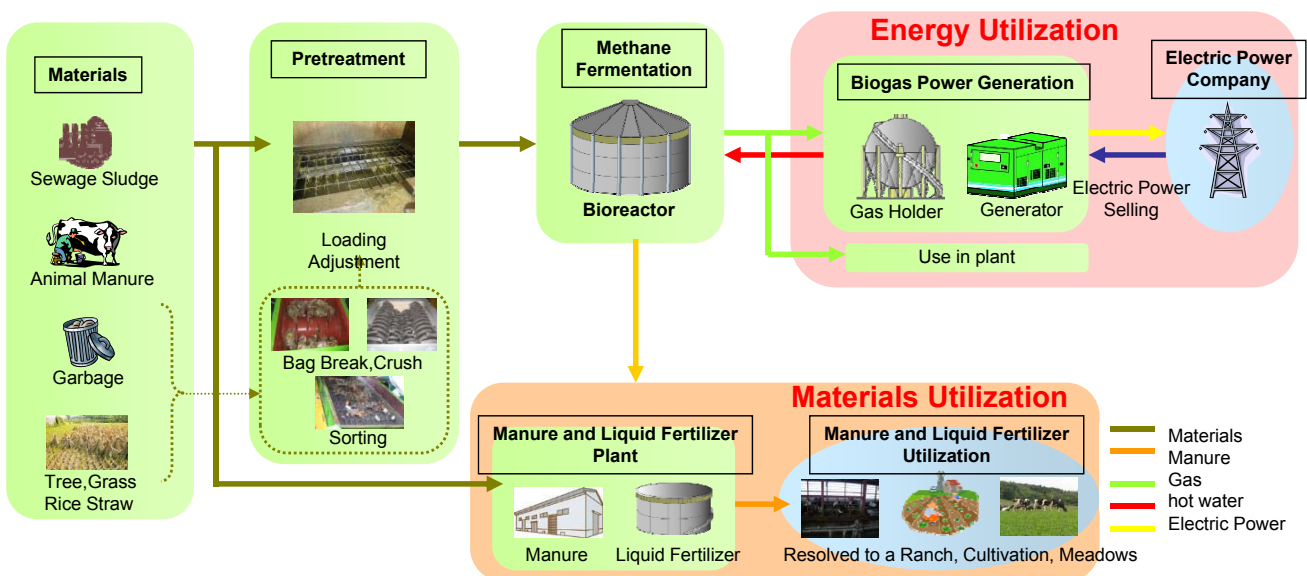 Materials
Sewage Sludge
Animal Manure
Garbage
Tree,Grass
Rice Straw
Pretreatment
Loading
Adjustment
Bag Break,Crush
Sorting
Methane
Fermentation
Bioreactor
Energy Utilization
Biogas Power Generation
Gas Holder
Generator
Use in plant
Electric Power
Company
Electric Power
Selling
Materials Utilization
Manure and Liquid Fertilizer
Plant
Manure
Liquid Fertilizer
Manure and Liquid Fertilizer
Utilization
Resolved to a Ranch, Cultivation, Meadows
Materials
Manure
Gas
hot water
Electric Power